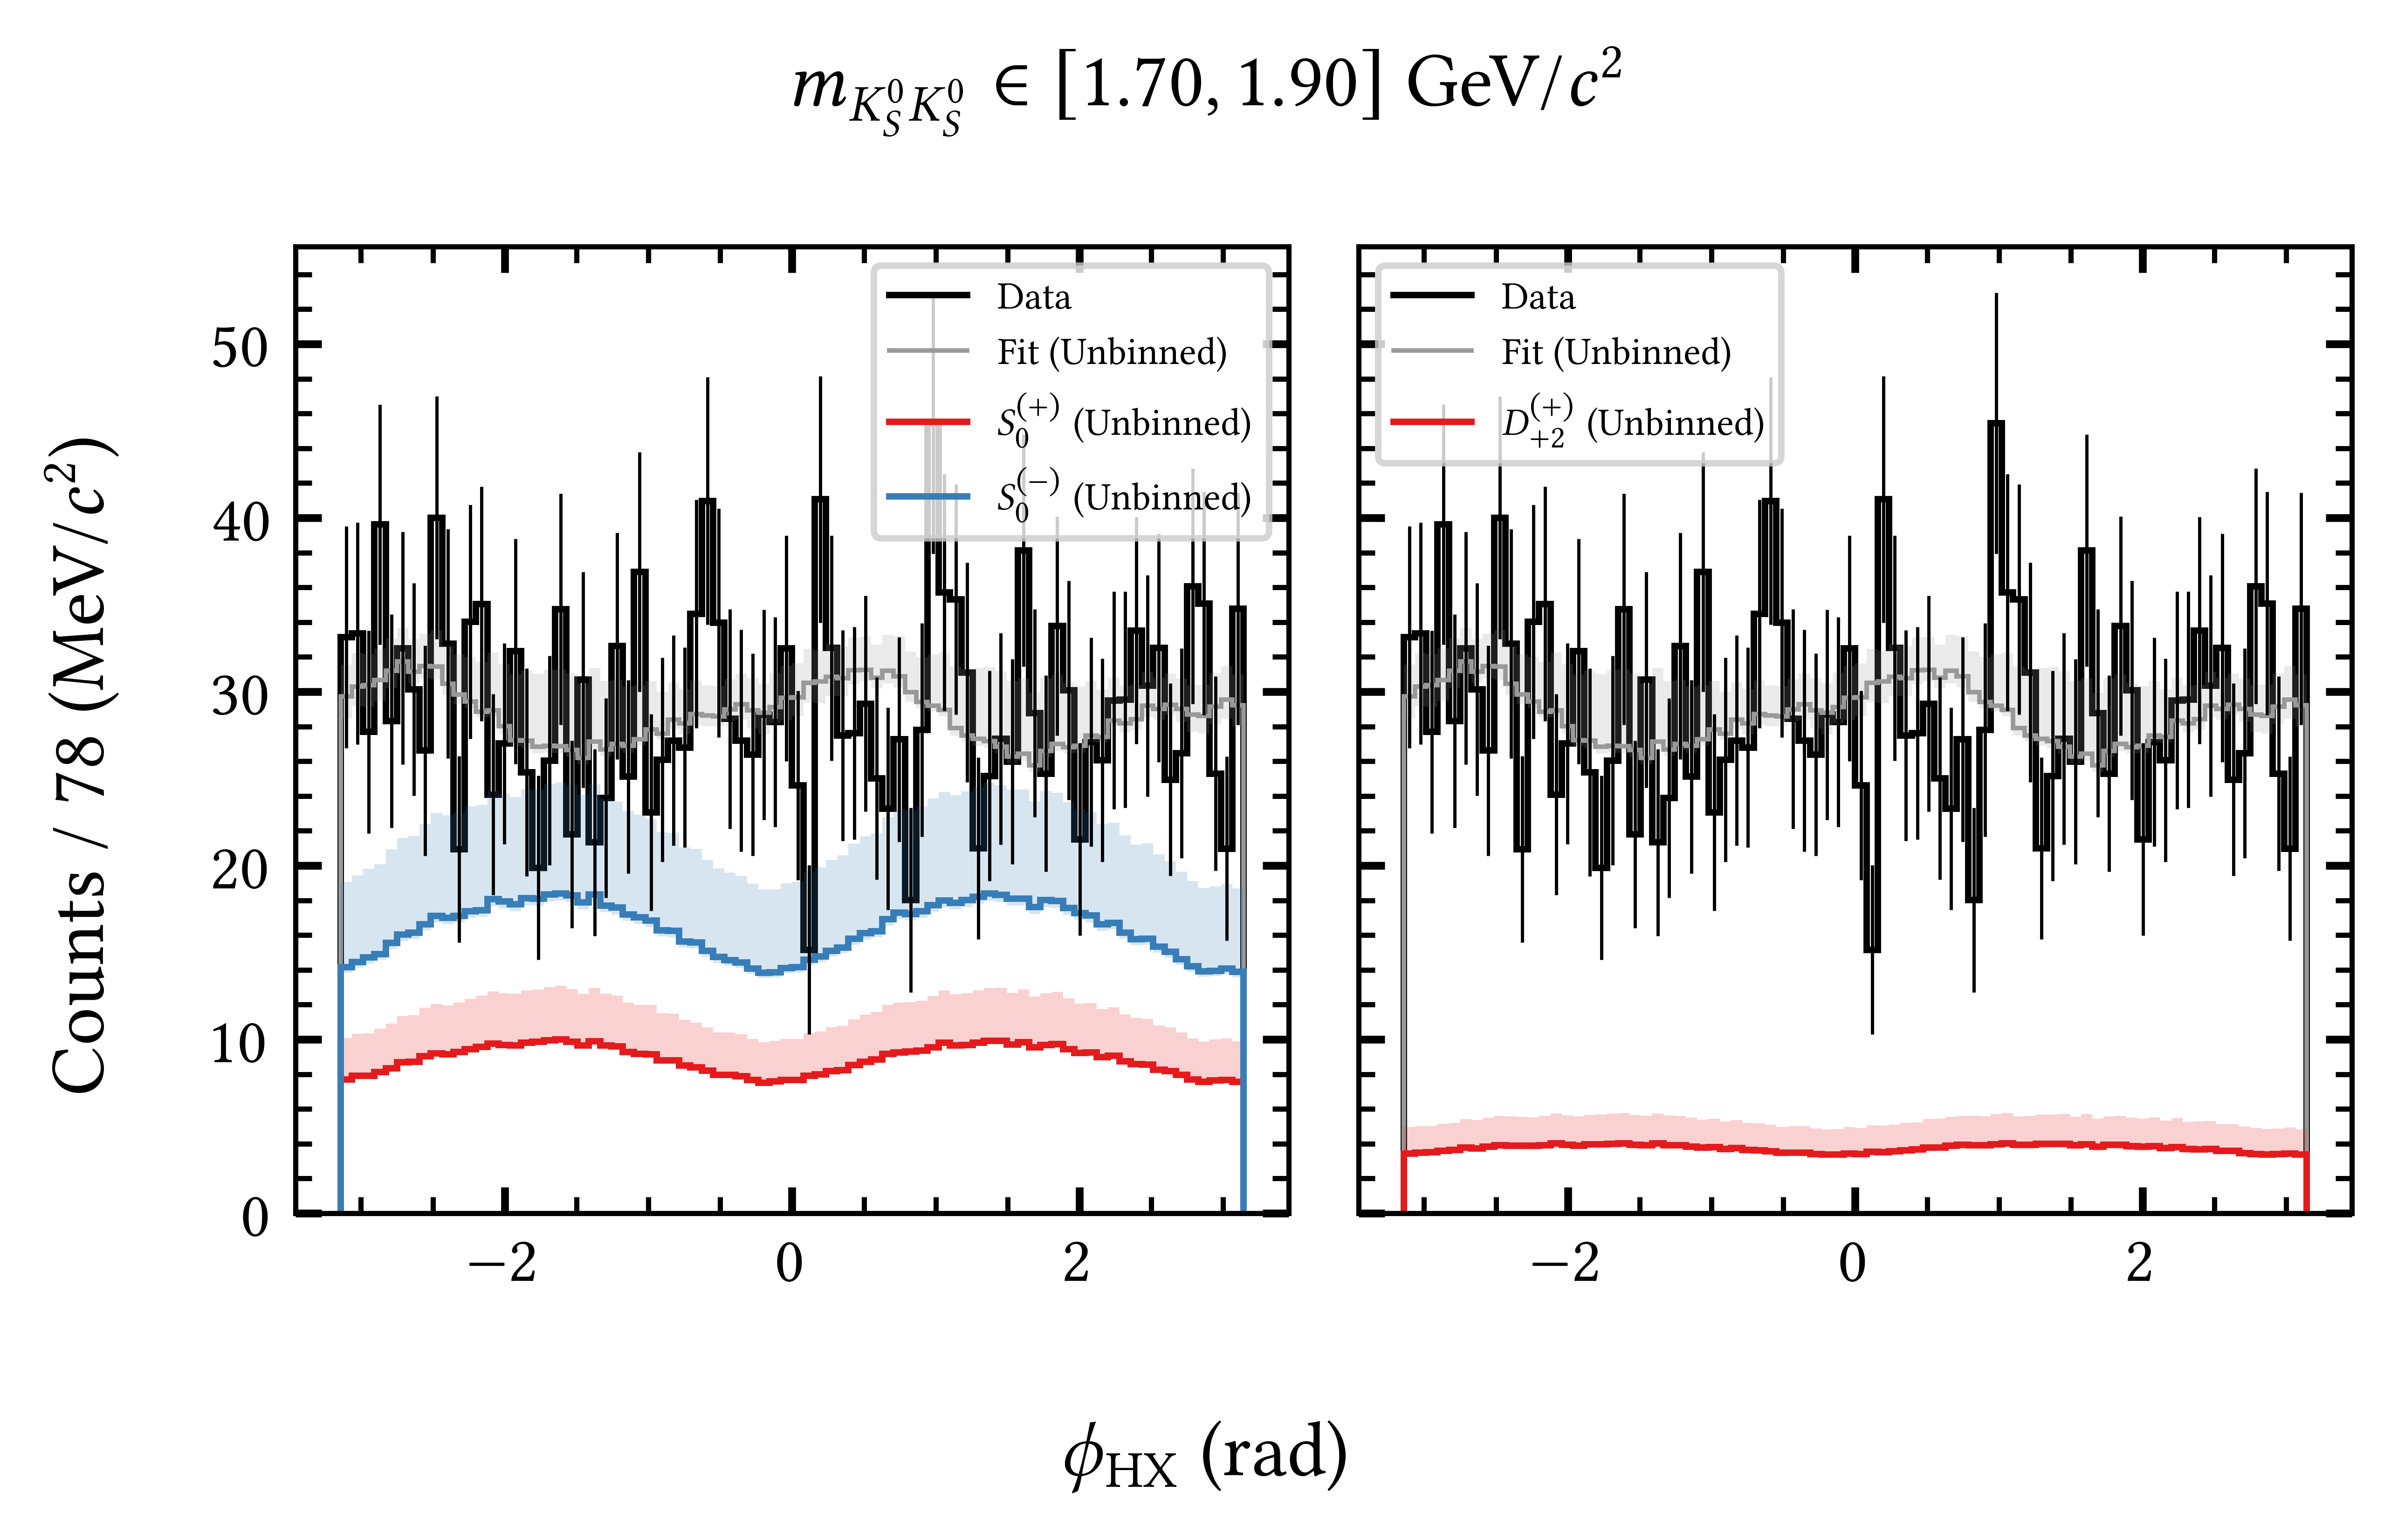 m_{K_S^0 K_S^0} ∈ [1.70, 1.90] GeV/c²
Counts / 78 (MeV/c²)
50
40
30
20
10
0
Data
Fit (Unbinned)
S_0^{(+)} (Unbinned)
S_0^{(−)} (Unbinned)
−2
0
2
Data
Fit (Unbinned)
D_{+2}^{(+)} (Unbinned)
−2
0
2
ϕ_{HX} (rad)